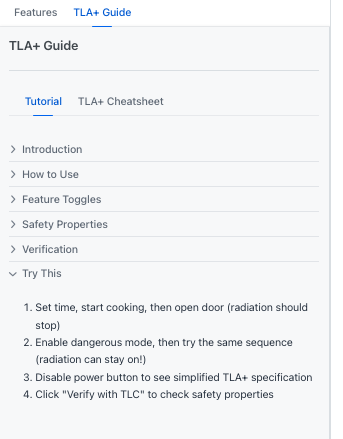 Features TLA+ Guide
TLA+ Guide
Tutorial TLA+ Cheatsheet
Introduction
How to Use
Feature Toggles
Safety Properties
Verification
Try This
1. Set time, start cooking, then open door (radiation should
stop)
2. Enable dangerous mode, then try the same sequence
(radiation can stay on!)
3. Disable power button to see simplified TLA+ specification
4. Click "Verify with TLC" to check safety properties